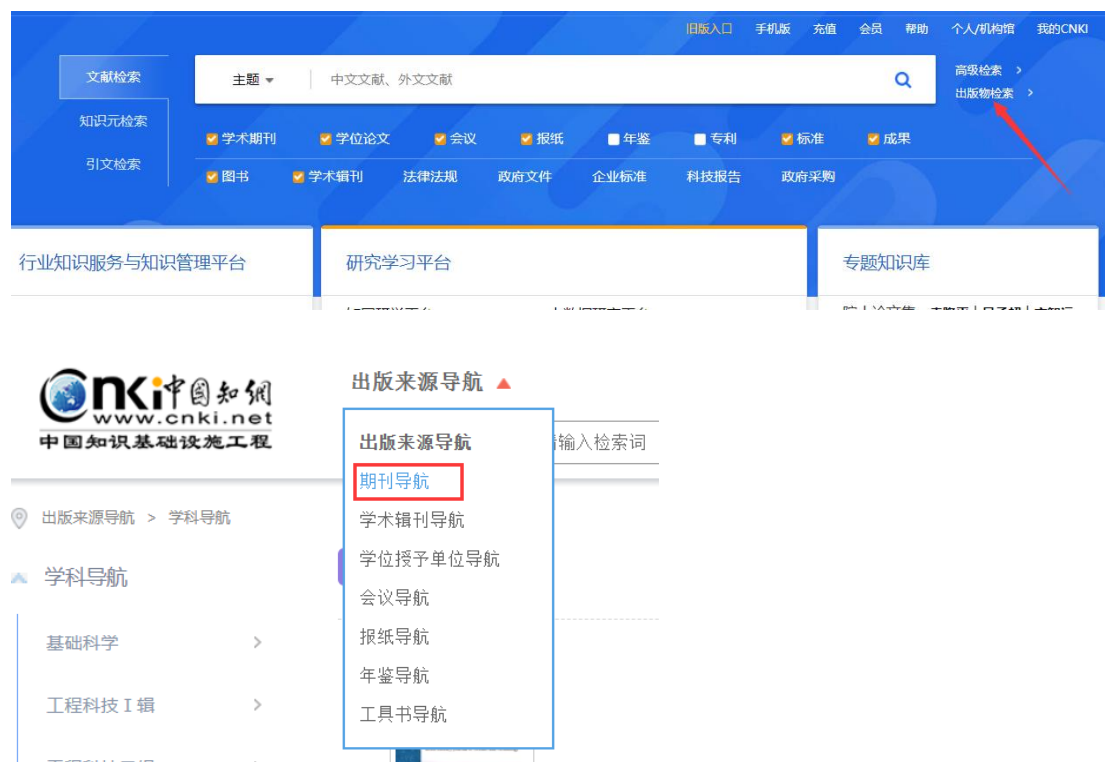 旧版入口 手机版 充值 会员 帮助 个人/机构馆 我的CNKI
文献检索 主题 中文文献、外文文献 高级检索 >
出版物检索 >
知识元检索
学术期刊 学位论文 会议 报纸 年鉴 专利 标准 成果
引文检索
图书 学术辑刊 法律法规 政府文件 企业标准 科技报告 政府采购
行业知识服务与知识管理平台 研究学习平台 专题知识库
cnki中国知网
www.cnki.net
中国知识基础设施工程
出版来源导航
出版来源导航 输入检索词
期刊导航
学术辑刊导航
学位授予单位导航
会议导航
报纸导航
年鉴导航
工具书导航
出版来源导航 > 学科导航
学科导航
基础科学 >
工程科技 I 辑 >